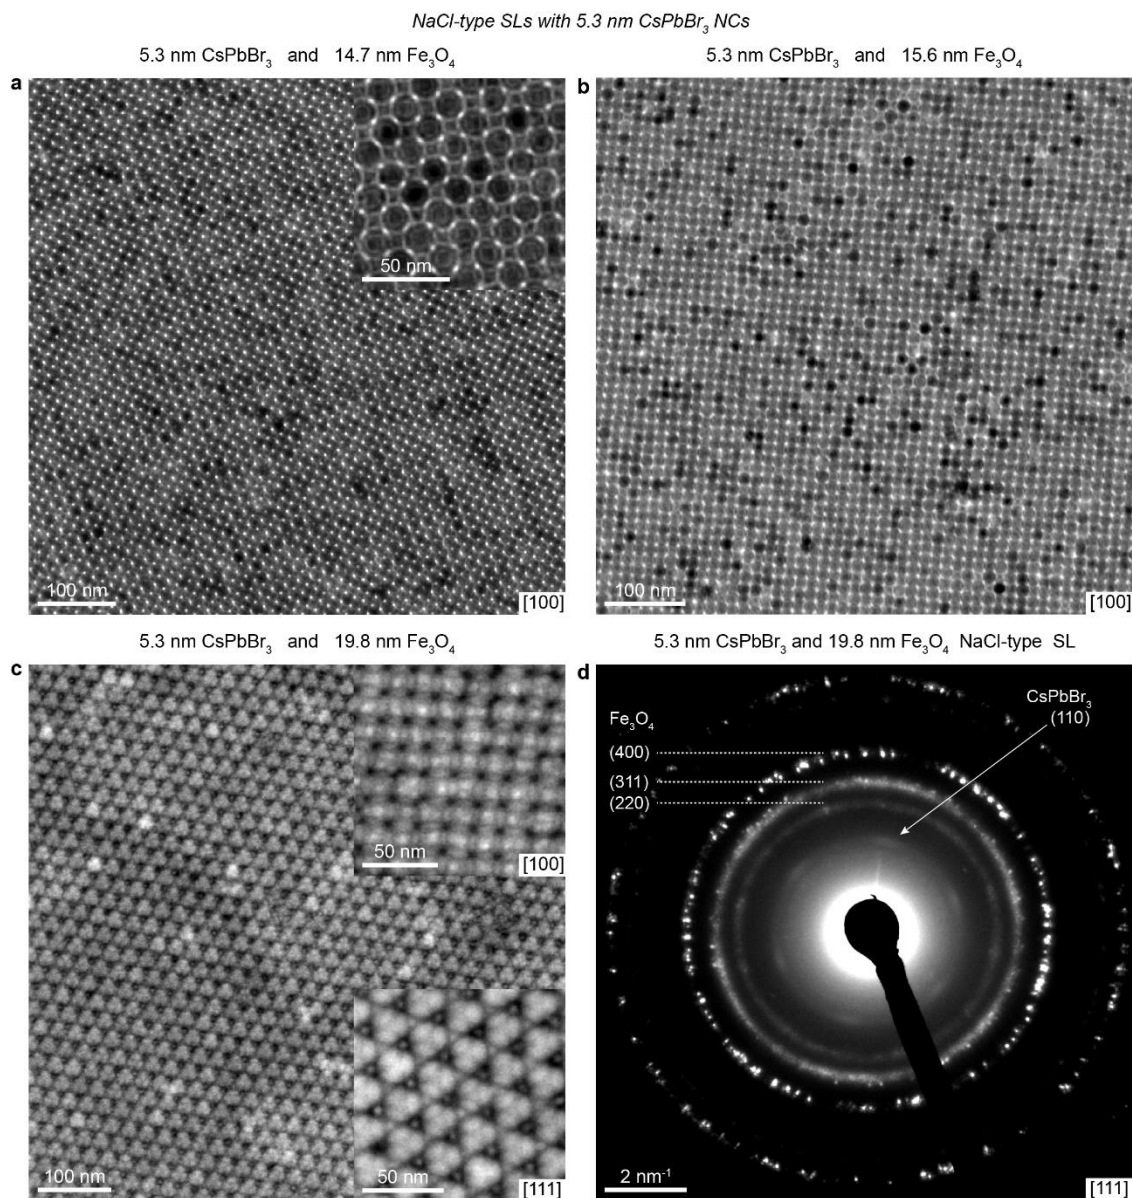 NaCl-type SLs with 5.3 nm CsPbBr₃ NCs
5.3 nm CsPbBr₃ and 14.7 nm Fe₃O₄
5.3 nm CsPbBr₃ and 15.6 nm Fe₃O₄
a
50 nm
100 nm
[100]
b
100 nm
[100]
5.3 nm CsPbBr₃ and 19.8 nm Fe₃O₄
5.3 nm CsPbBr₃ and 19.8 nm Fe₃O₄ NaCl-type SL
c
50 nm
[100]
100 nm
50 nm
[111]
d
CsPbBr₃
(110)
Fe₃O₄
(400)
(311)
(220)
2 nm⁻¹
[111]